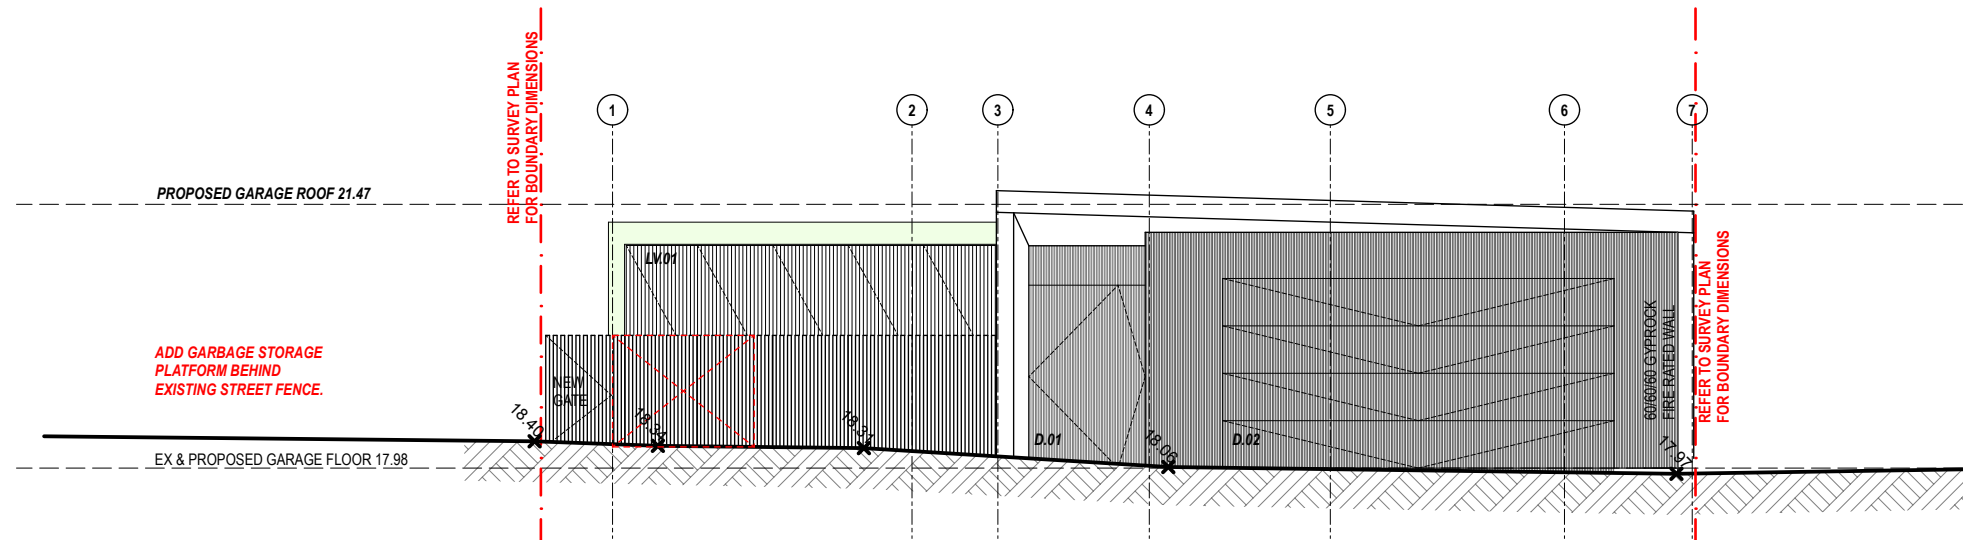 REFER TO SURVEY PLAN
FOR BOUNDARY DIMENSIONS
1
2
3
4
5
6
7
PROPOSED GARAGE ROOF 21.47
LV.01
ADD GARBAGE STORAGE
PLATFORM BEHIND
EXISTING STREET FENCE.
NEW
GATE
18.40
18.34
18.31
D.01
18.06
D.02
60/60/60 GYPROCK
FIRE RATED WALL
17.97
REFER TO SURVEY PLAN
FOR BOUNDARY DIMENSIONS
EX & PROPOSED GARAGE FLOOR 17.98